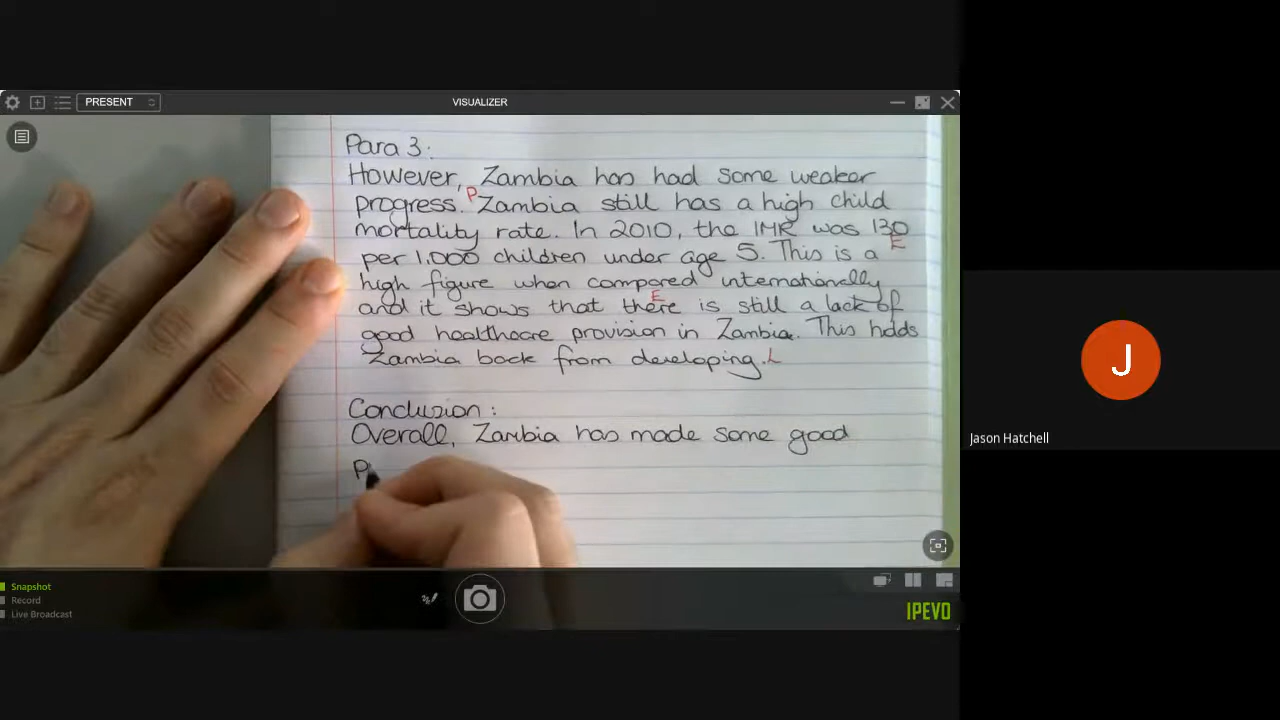 PRESENT
VISUALIZER
Para 3:
However, Zambia has had some weaker
progress. P Zambia still has a high child
mortality rate. In 2010, the IMR was 130
per 1,000 children under age 5. This is a E
high figure when compared internationally
and it shows that there E is still a lack of
good healthcare provision in Zambia. This holds
Zambia back from developing. L
Conclusion:
Overall, Zambia has made some good
P
Snapshot
Record
Live Broadcast
IPEVO
J
Jason Hatchell